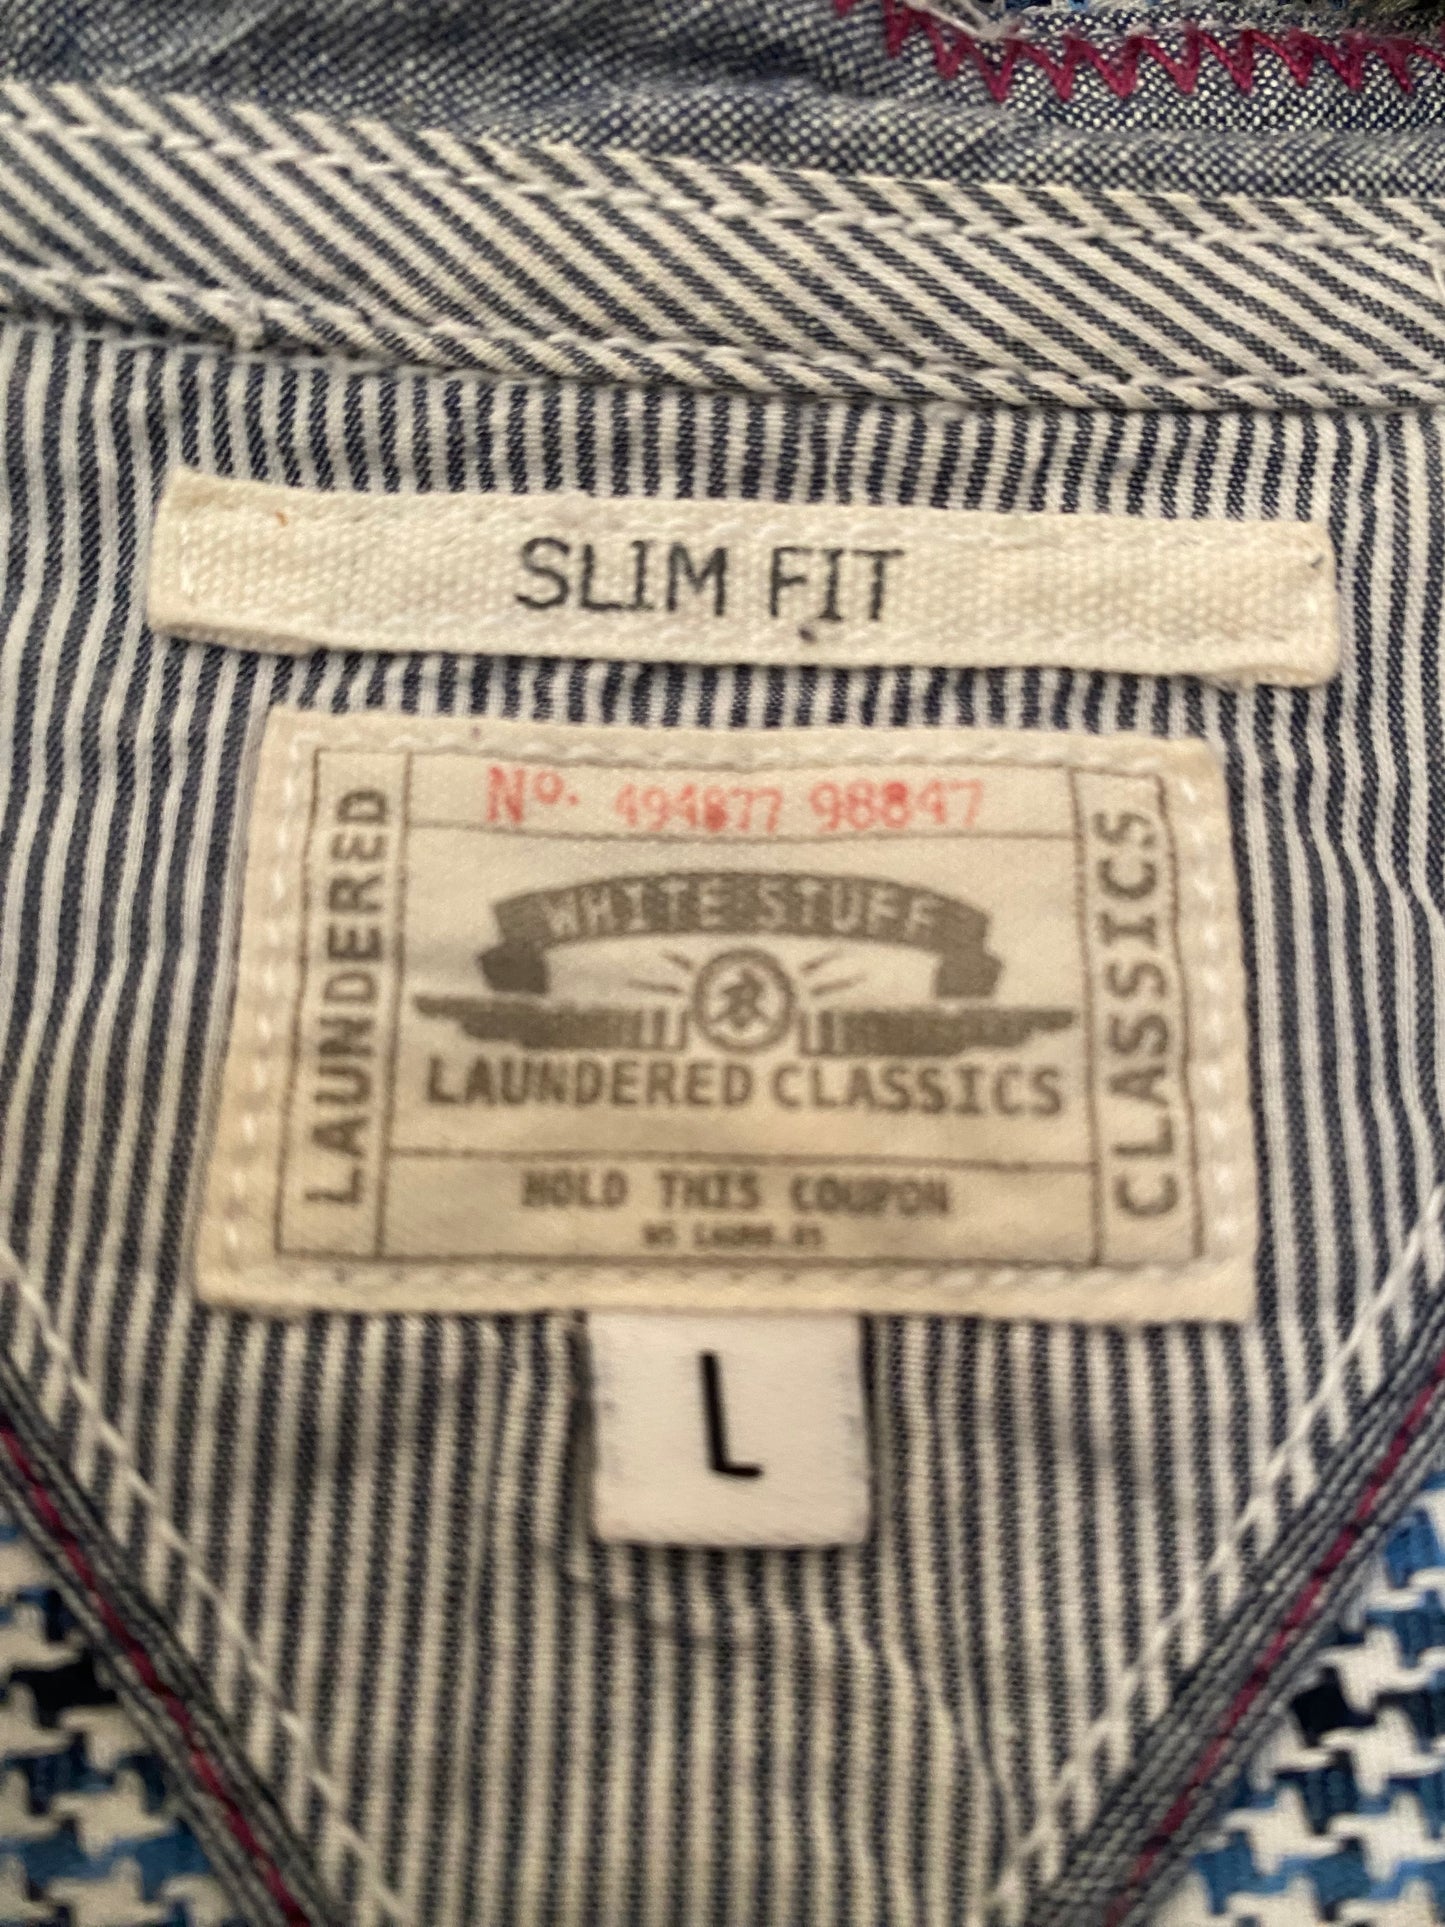 SLIM FIT
No. 494877 98847
WHITE STUFF
LAUNDERED CLASSICS
LAUNDERED
CLASSICS
HOLD THIS COUPON
L